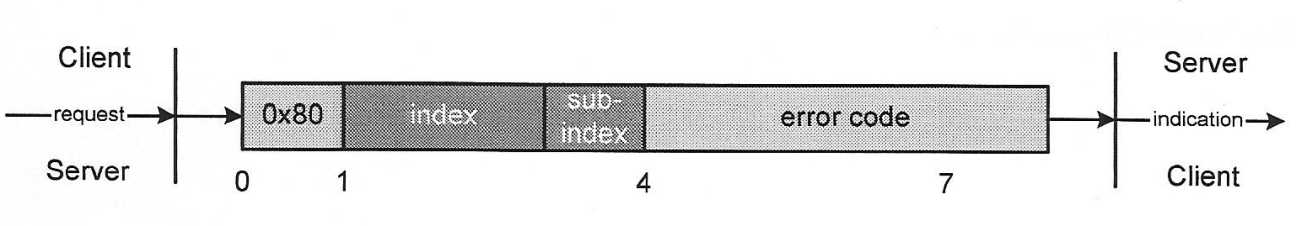 Client
Server
request
0x80
index
sub-
index
error code
indication
Server
Client
0
1
4
7